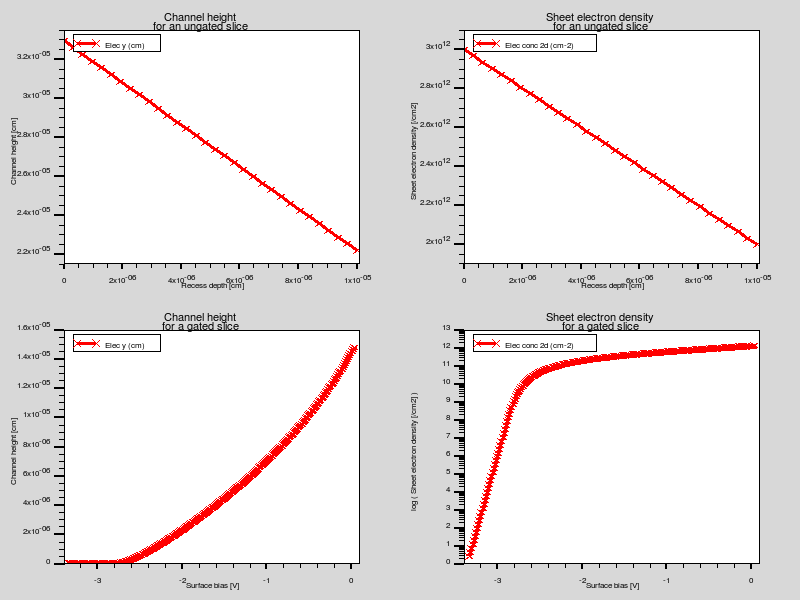 Channel height
for an ungated slice
Elec y (cm)
3.2x10-05
3x10-05
2.8x10-05
2.6x10-05
2.4x10-05
2.2x10-05
Channel height [cm]
0
2x10-06
4x10-06
6x10-06
8x10-06
1x10-05
Recess depth [cm]
Sheet electron density
for an ungated slice
Elec conc 2d (cm-2)
3x1012
2.8x1012
2.6x1012
2.4x1012
2.2x1012
2x1012
Sheet electron density [/cm2]
0
2x10-06
4x10-06
6x10-06
8x10-06
1x10-05
Recess depth [cm]
Channel height
for a gated slice
Elec y (cm)
1.6x10-05
1.4x10-05
1.2x10-05
1x10-05
8x10-06
6x10-06
4x10-06
2x10-06
0
Channel height [cm]
-3
-2
-1
0
Surface bias [V]
Sheet electron density
for a gated slice
Elec conc 2d (cm-2)
13
12
11
10
9
8
7
6
5
4
3
2
1
0
log ( Sheet electron density [/cm2] )
-3
-2
-1
0
Surface bias [V]